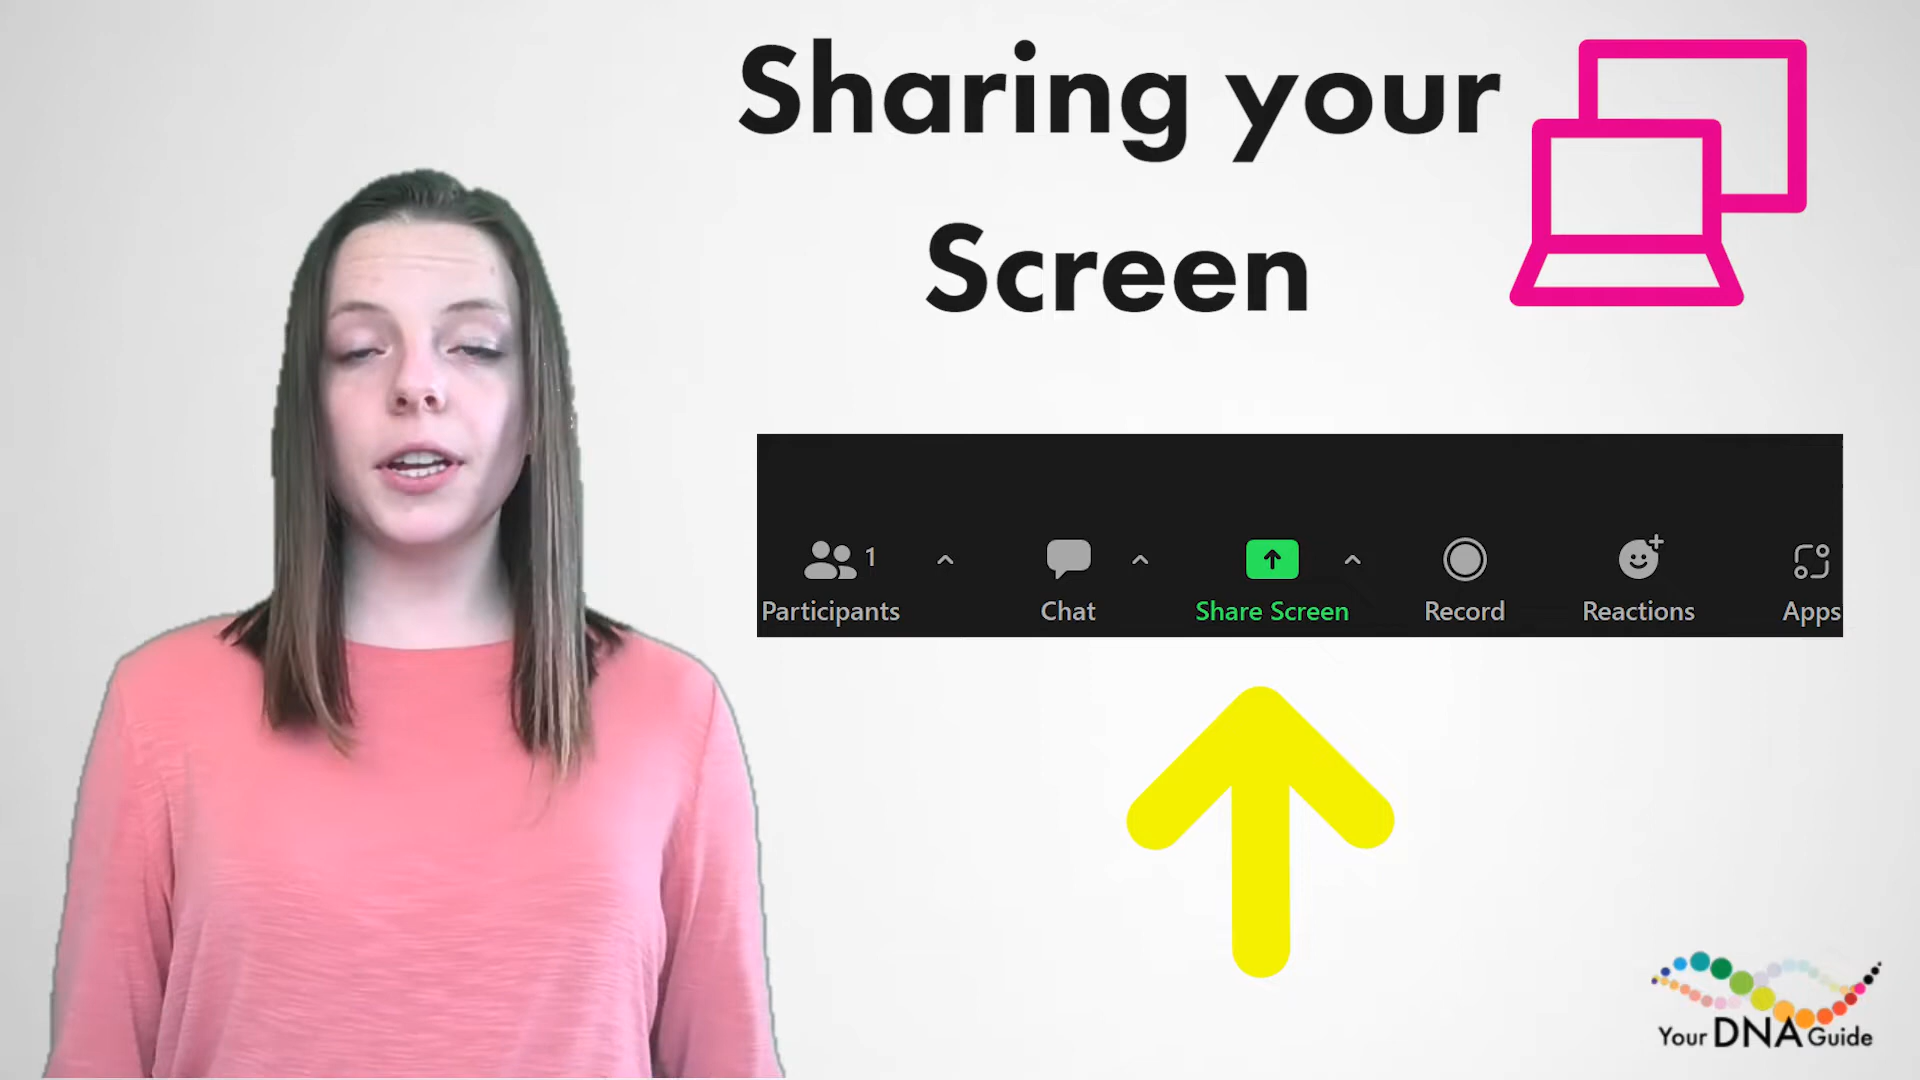 Sharing your
Screen
1
Participants Chat Share Screen Record Reactions Apps
Your DNA Guide